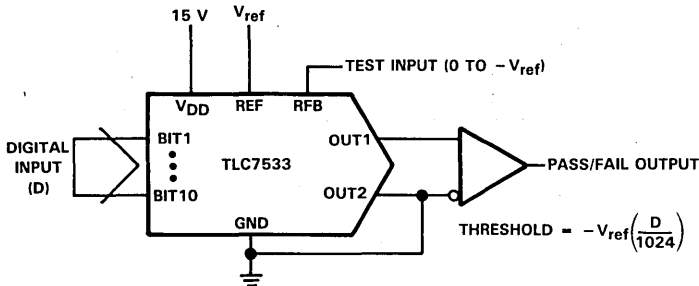 15 V
Vref
TEST INPUT (0 TO – Vref)
VDD
REF
RFB
DIGITAL
INPUT
(D)
BIT1
BIT10
TLC7533
OUT1
OUT2
GND
PASS/FAIL OUTPUT
THRESHOLD = –Vref(D/1024)